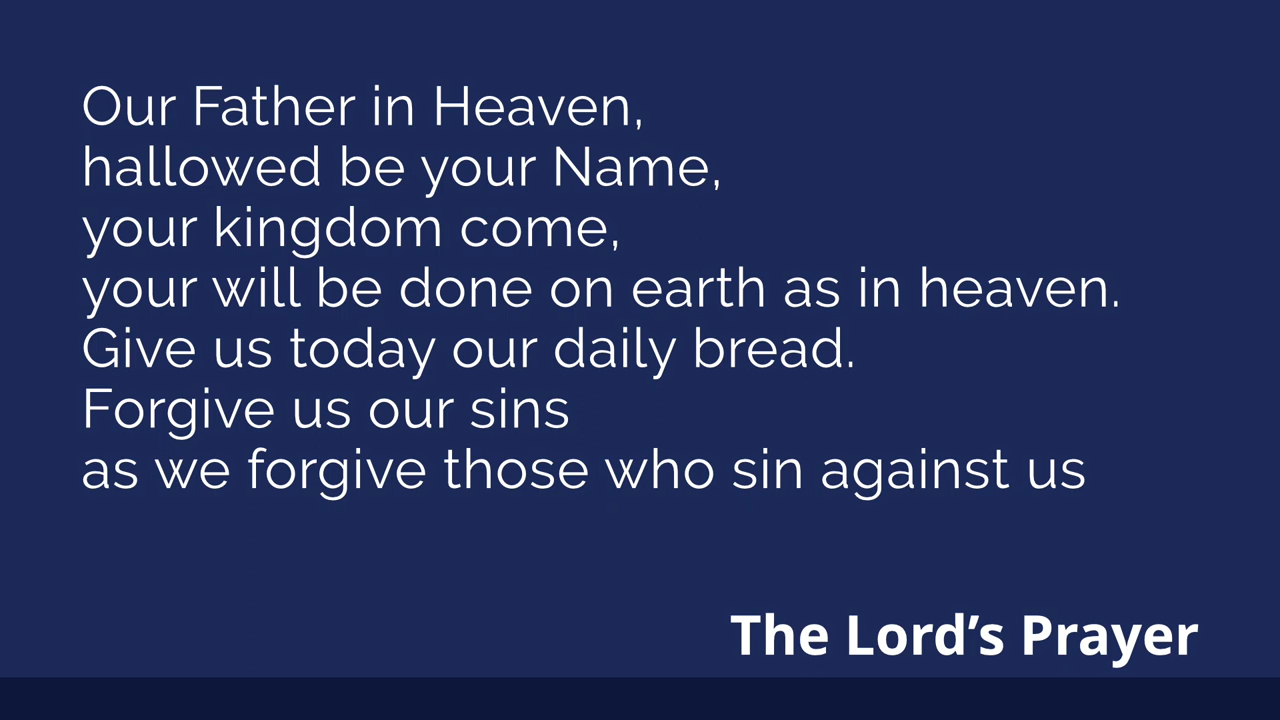 Our Father in Heaven,
hallowed be your Name,
your kingdom come,
your will be done on earth as in heaven.
Give us today our daily bread.
Forgive us our sins
as we forgive those who sin against us
The Lord’s Prayer